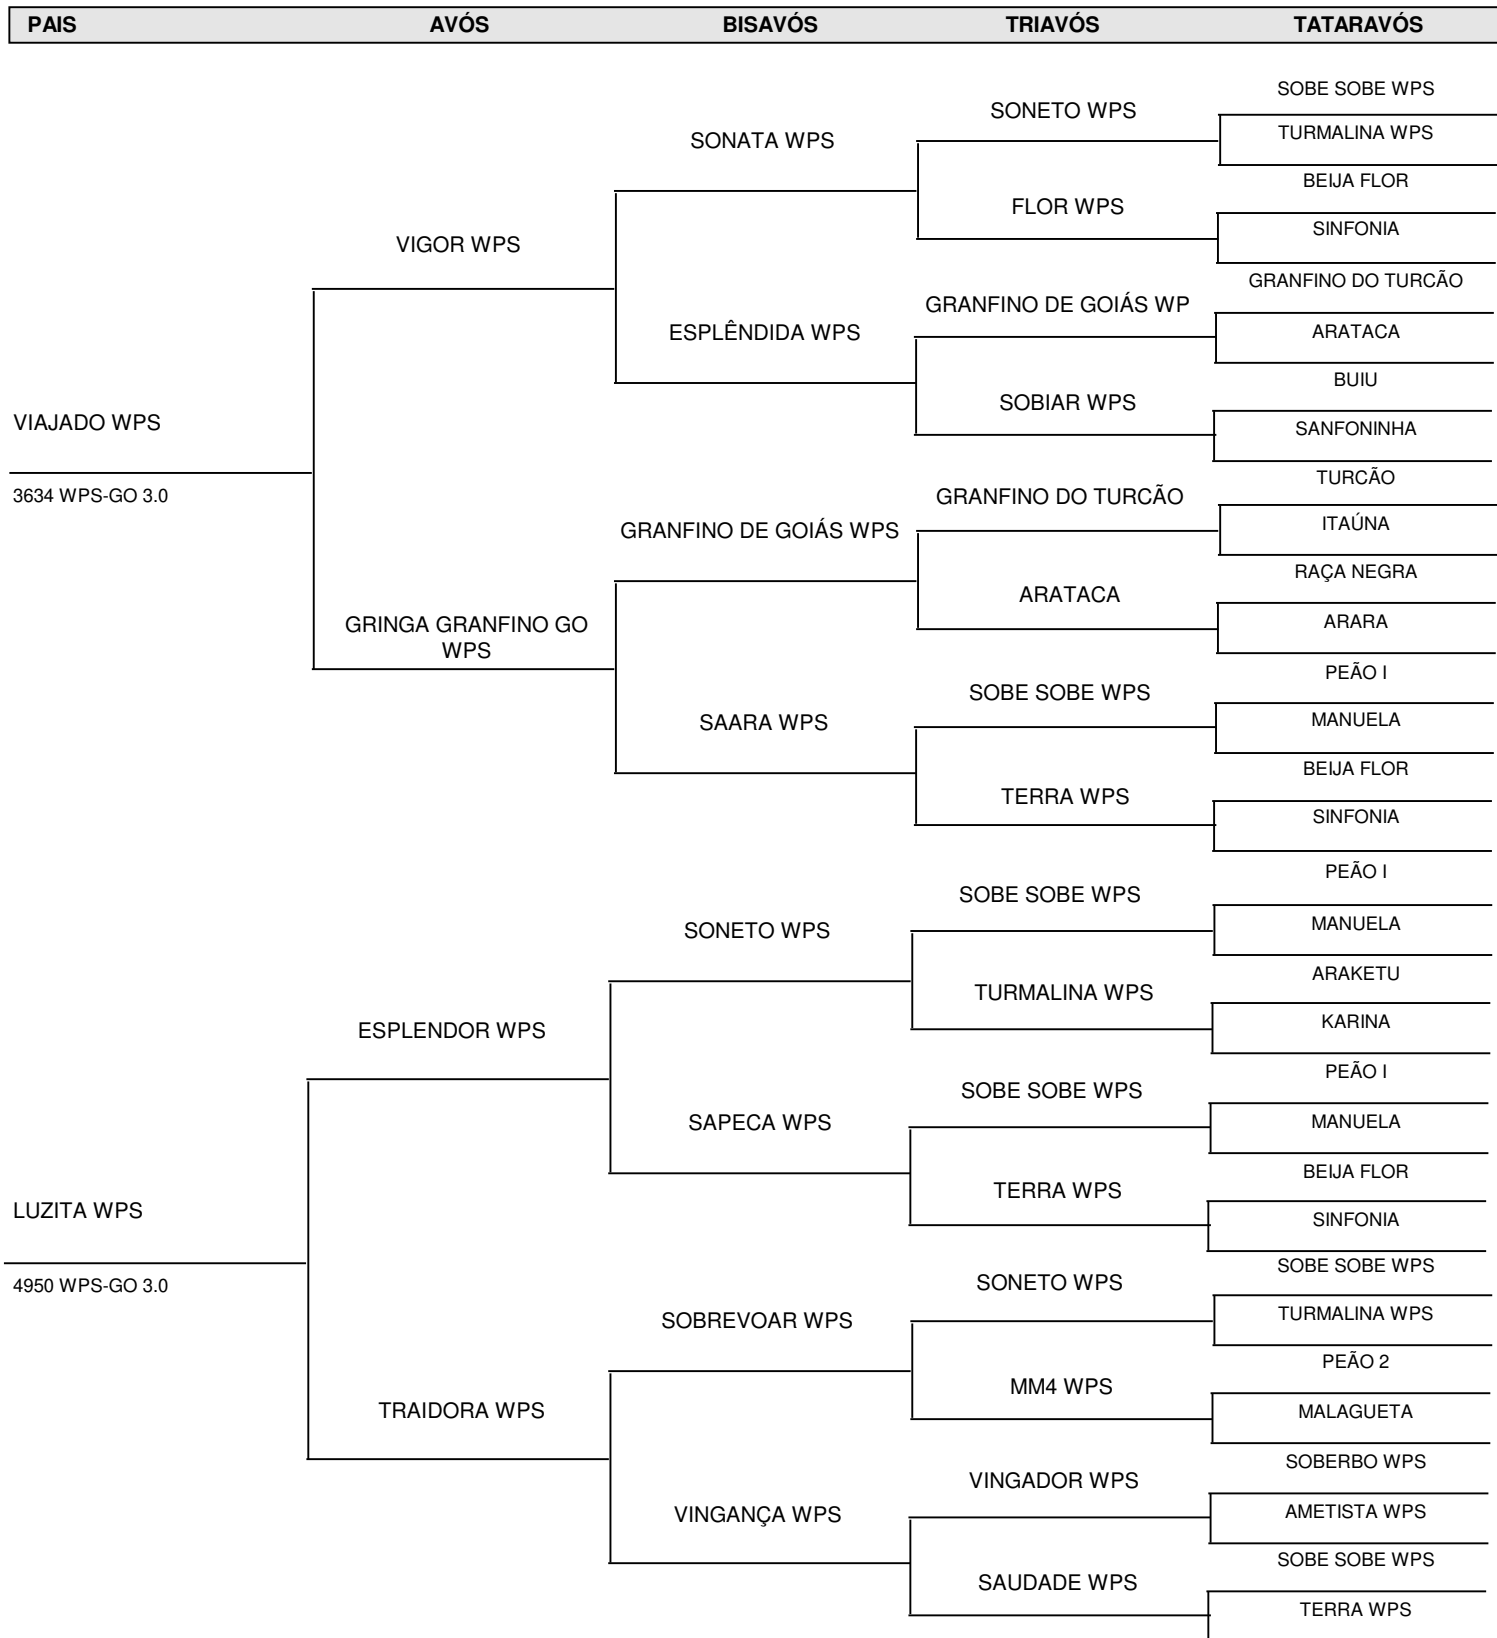 PAIS AVÓS BISAVÓS TRIAVÓS TATARAVÓS
SOBE SOBE WPS
SONETO WPS
TURMALINA WPS
SONATA WPS
BEIJA FLOR
FLOR WPS
SINFONIA
VIGOR WPS
GRANFINO DO TURCÃO
GRANFINO DE GOIÁS WP
ARATACA
ESPLÊNDIDA WPS
BUIU
SOBIAR WPS
SANFONINHA
VIAJADO WPS
3634 WPS-GO 3.0
TURCÃO
GRANFINO DO TURCÃO
ITAÚNA
GRANFINO DE GOIÁS WPS
RAÇA NEGRA
ARATACA
ARARA
GRINGA GRANFINO GO
WPS
PEÃO I
SOBE SOBE WPS
MANUELA
SAARA WPS
BEIJA FLOR
TERRA WPS
SINFONIA
PEÃO I
SOBE SOBE WPS
MANUELA
SONETO WPS
ARAKETU
TURMALINA WPS
KARINA
ESPLENDOR WPS
PEÃO I
SOBE SOBE WPS
MANUELA
SAPECA WPS
BEIJA FLOR
TERRA WPS
SINFONIA
LUZITA WPS
4950 WPS-GO 3.0
SOBE SOBE WPS
SONETO WPS
TURMALINA WPS
SOBREVOAR WPS
PEÃO 2
MM4 WPS
MALAGUETA
TRAIDORA WPS
SOBERBO WPS
VINGADOR WPS
AMETISTA WPS
VINGANÇA WPS
SOBE SOBE WPS
SAUDADE WPS
TERRA WPS